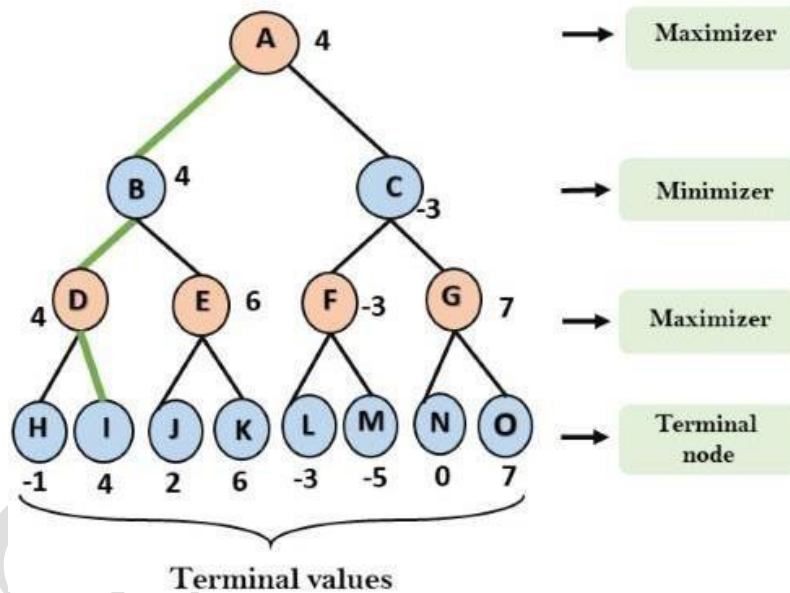 A 4 Maximizer
B 4 C -3 Minimizer
D 4 E 6 F -3 G 7 Maximizer
H I J K L M N O Terminal
node
-1 4 2 6 -3 -5 0 7
Terminal values